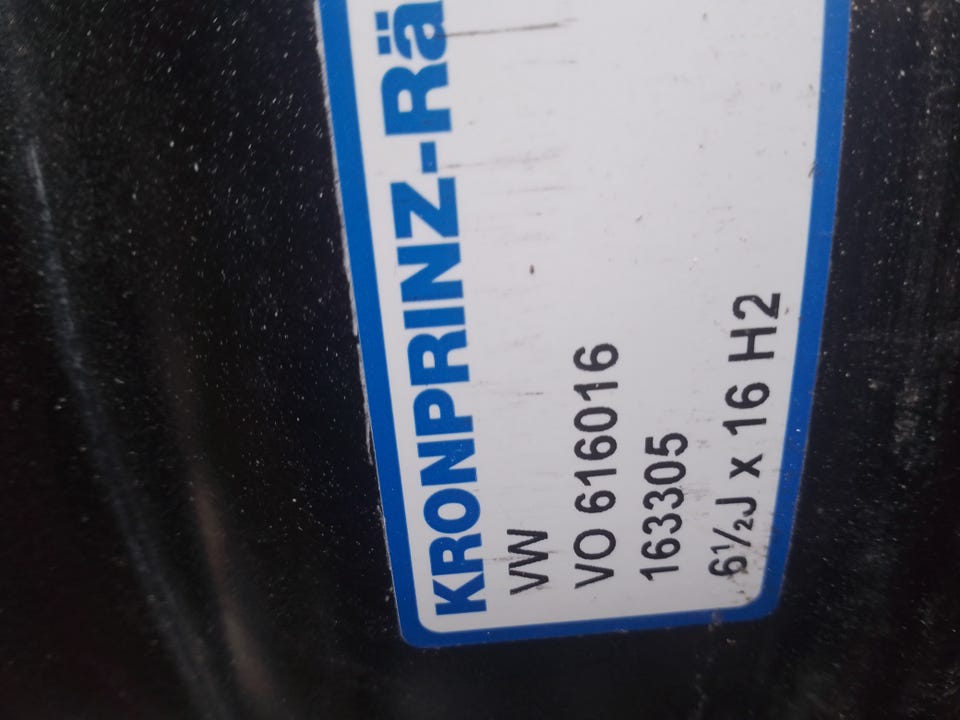 KRONPRINZ-Rä
VW
VO 616016
163305
6½J x 16 H2